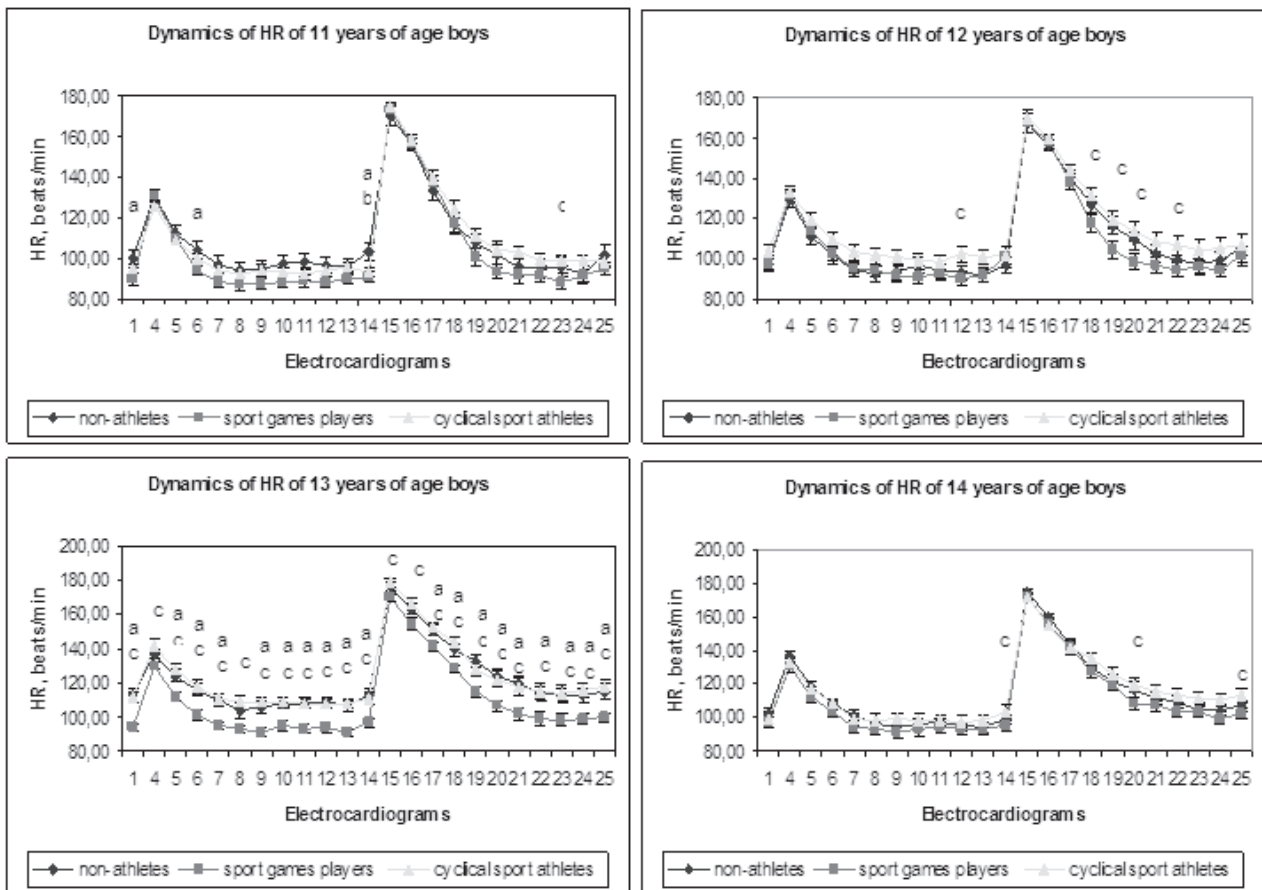 Dynamics of HR of 11 years of age boys
180,00
160,00
140,00
120,00
100,00
80,00
HR, beats/min
a
a
a
b
c
1 4 5 6 7 8 9 10 11 12 13 14 15 16 17 18 19 20 21 22 23 24 25
Electrocardiograms
non-athletes sport games players cyclical sport athletes
Dynamics of HR of 12 years of age boys
180,00
160,00
140,00
120,00
100,00
80,00
HR, beats/min
c
c
c
c
c
1 4 5 6 7 8 9 10 11 12 13 14 15 16 17 18 19 20 21 22 23 24 25
Electrocardiograms
non-athletes sport games players cyclical sport athletes
Dynamics of HR of 13 years of age boys
200,00
180,00
160,00
140,00
120,00
100,00
80,00
HR, beats/min
c c
a c a a a a a a a a a a a a a a a a a a
c c c c c c c c c c c c c c c c c c c c
1 4 5 6 7 8 9 10 11 12 13 14 15 16 17 18 19 20 21 22 23 24 25
Electrocardiograms
non-athletes sport games players cyclical sport athletes
Dynamics of HR of 14 years of age boys
200,00
180,00
160,00
140,00
120,00
100,00
80,00
HR, beats/min
c
c
c
1 4 5 6 7 8 9 10 11 12 13 14 15 16 17 18 19 20 21 22 23 24 25
Electrocardiograms
non-athletes sport games players cyclical sport athletes